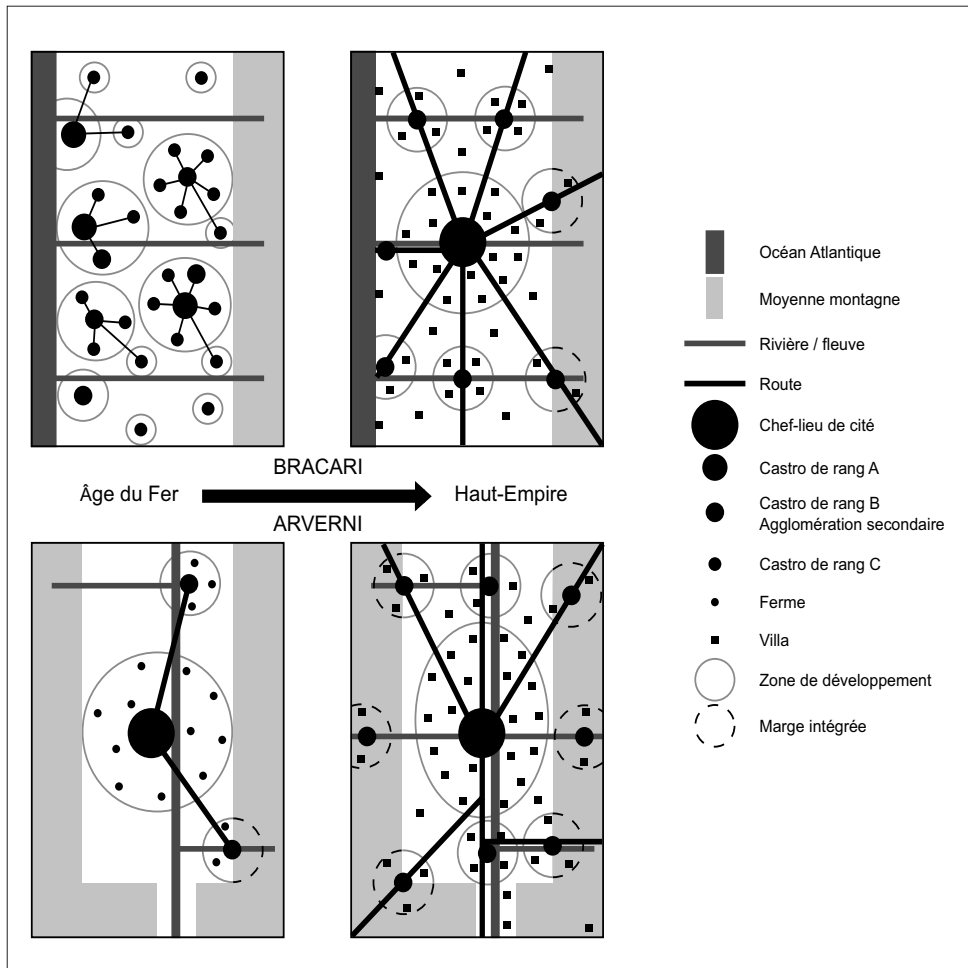 BRACARI
Âge du Fer
Haut-Empire
ARVERNI
Océan Atlantique
Moyenne montagne
Rivière / fleuve
Route
Chef-lieu de cité
Castro de rang A
Castro de rang B
Agglomération secondaire
Castro de rang C
Ferme
Villa
Zone de développement
Marge intégrée